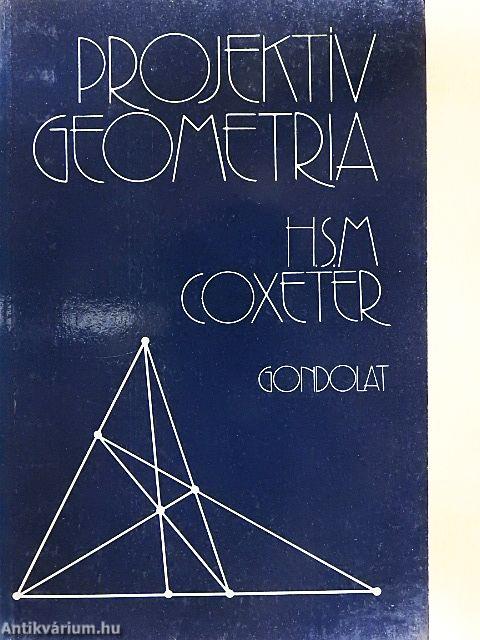 PROJEKTÍV
GEOMETRIA
H.S.M
COXETER
GONDOLAT
Antikvárium.hu